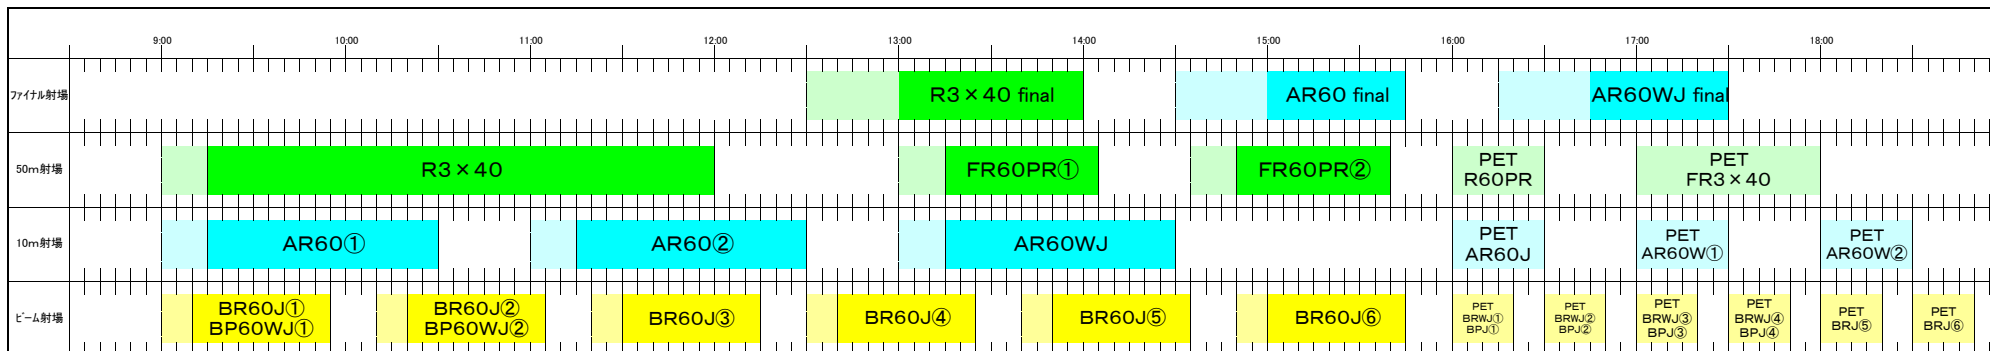 9:00 10:00 11:00 12:00 13:00 14:00 15:00 16:00 17:00 18:00
ファイナル射場
R3×40 final
AR60 final
AR60WJ final
50m射場
R3×40
FR60PR①
FR60PR②
PET
R60PR
PET
FR3×40
10m射場
AR60①
AR60②
AR60WJ
PET
AR60J
PET
AR60W①
PET
AR60W②
ビーム射場
BR60J①
BP60WJ①
BR60J②
BP60WJ②
BR60J③
BR60J④
BR60J⑤
BR60J⑥
PET
BRWJ①
BPJ①
PET
BRWJ②
BPJ②
PET
BRWJ③
BPJ③
PET
BRWJ④
BPJ④
PET
BRJ⑤
PET
BRJ⑥